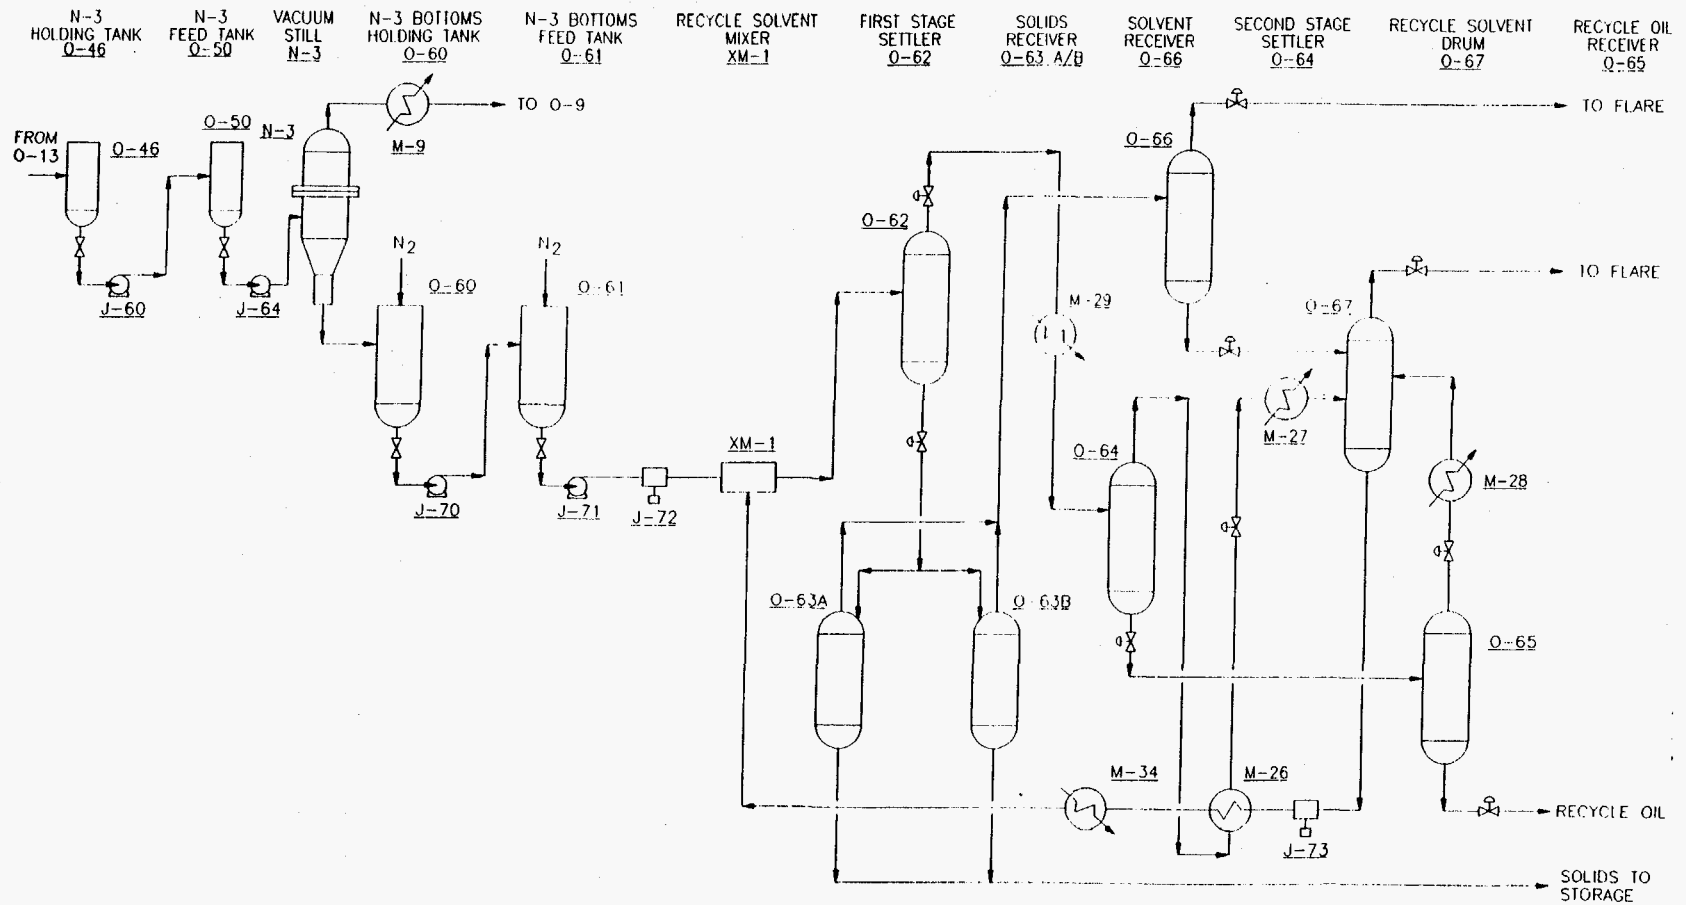 N-3
HOLDING TANK
O-46
N-3
FEED TANK
O-50
VACUUM
STILL
N-3
N-3 BOTTOMS
HOLDING TANK
O-60
N-3 BOTTOMS
FEED TANK
O-61
RECYCLE SOLVENT
MIXER
XM-1
FIRST STAGE
SETTLER
O-62
SOLIDS
RECEIVER
O-63 A/B
SOLVENT
RECEIVER
O-66
SECOND STAGE
SETTLER
O-64
RECYCLE SOLVENT
DRUM
O-67
RECYCLE OIL
RECEIVER
O-65
TO O-9
TO FLARE
FROM
O-13
O-46
O-50
N-3
M-9
O-66
O-62
N2
N2
TO FLARE
O-60
O-61
M-29
O-67
J-60
J-64
M-27
XM-1
O-64
M-28
J-70
J-71
J-72
O-63A
O-63B
O-65
M-34
M-26
RECYCLE OIL
J-73
SOLIDS TO
STORAGE